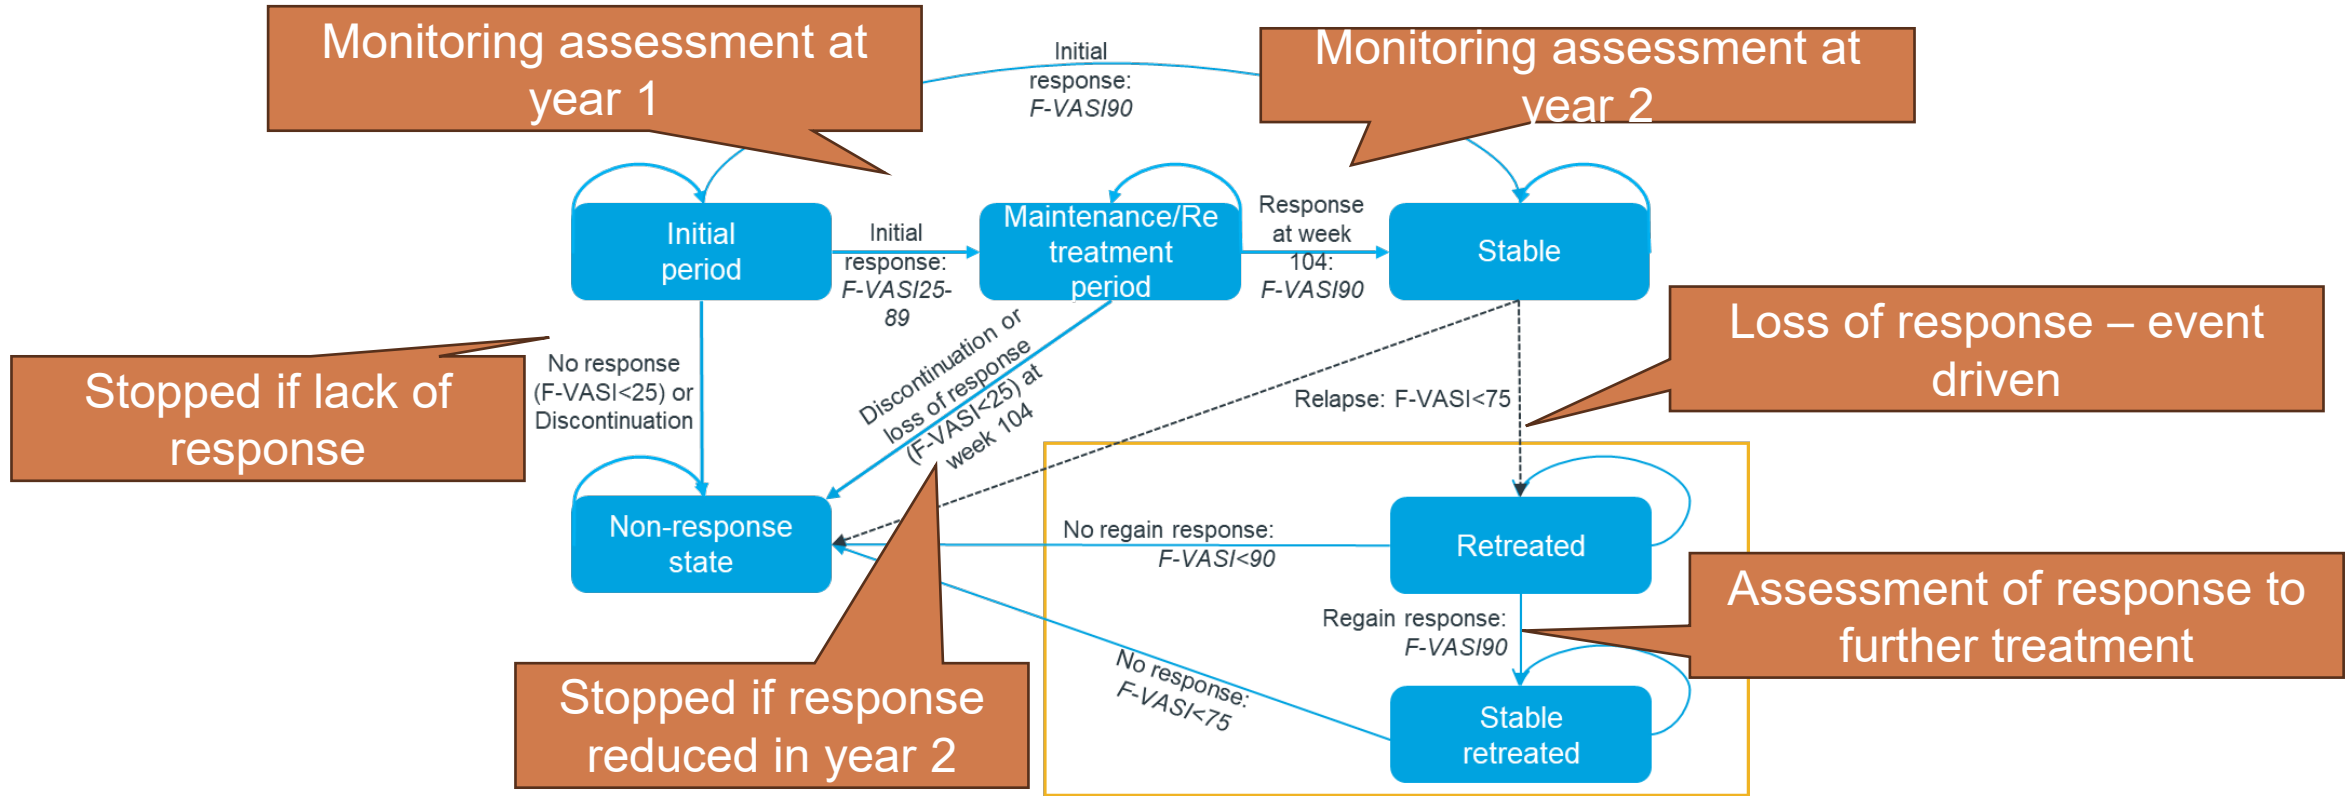 Monitoring assessment at
year 1
Initial
response:
F-VASI90
Monitoring assessment at
year 2
Initial
period
Initial
response:
F-VASI25-
89
Maintenance/Re
treatment
period
Response
at week
104:
F-VASI90
Stable
Stopped if lack of
response
No response
(F-VASI<25) or
Discontinuation
Discontinuation or
loss of response
(F-VASI<25) at
week 104
Relapse: F-VASI<75
Loss of response – event
driven
Non-response
state
No regain response:
F-VASI<90
Retreated
Regain response:
F-VASI90
Assessment of response to
further treatment
Stopped if response
reduced in year 2
No response:
F-VASI<75
Stable
retreated